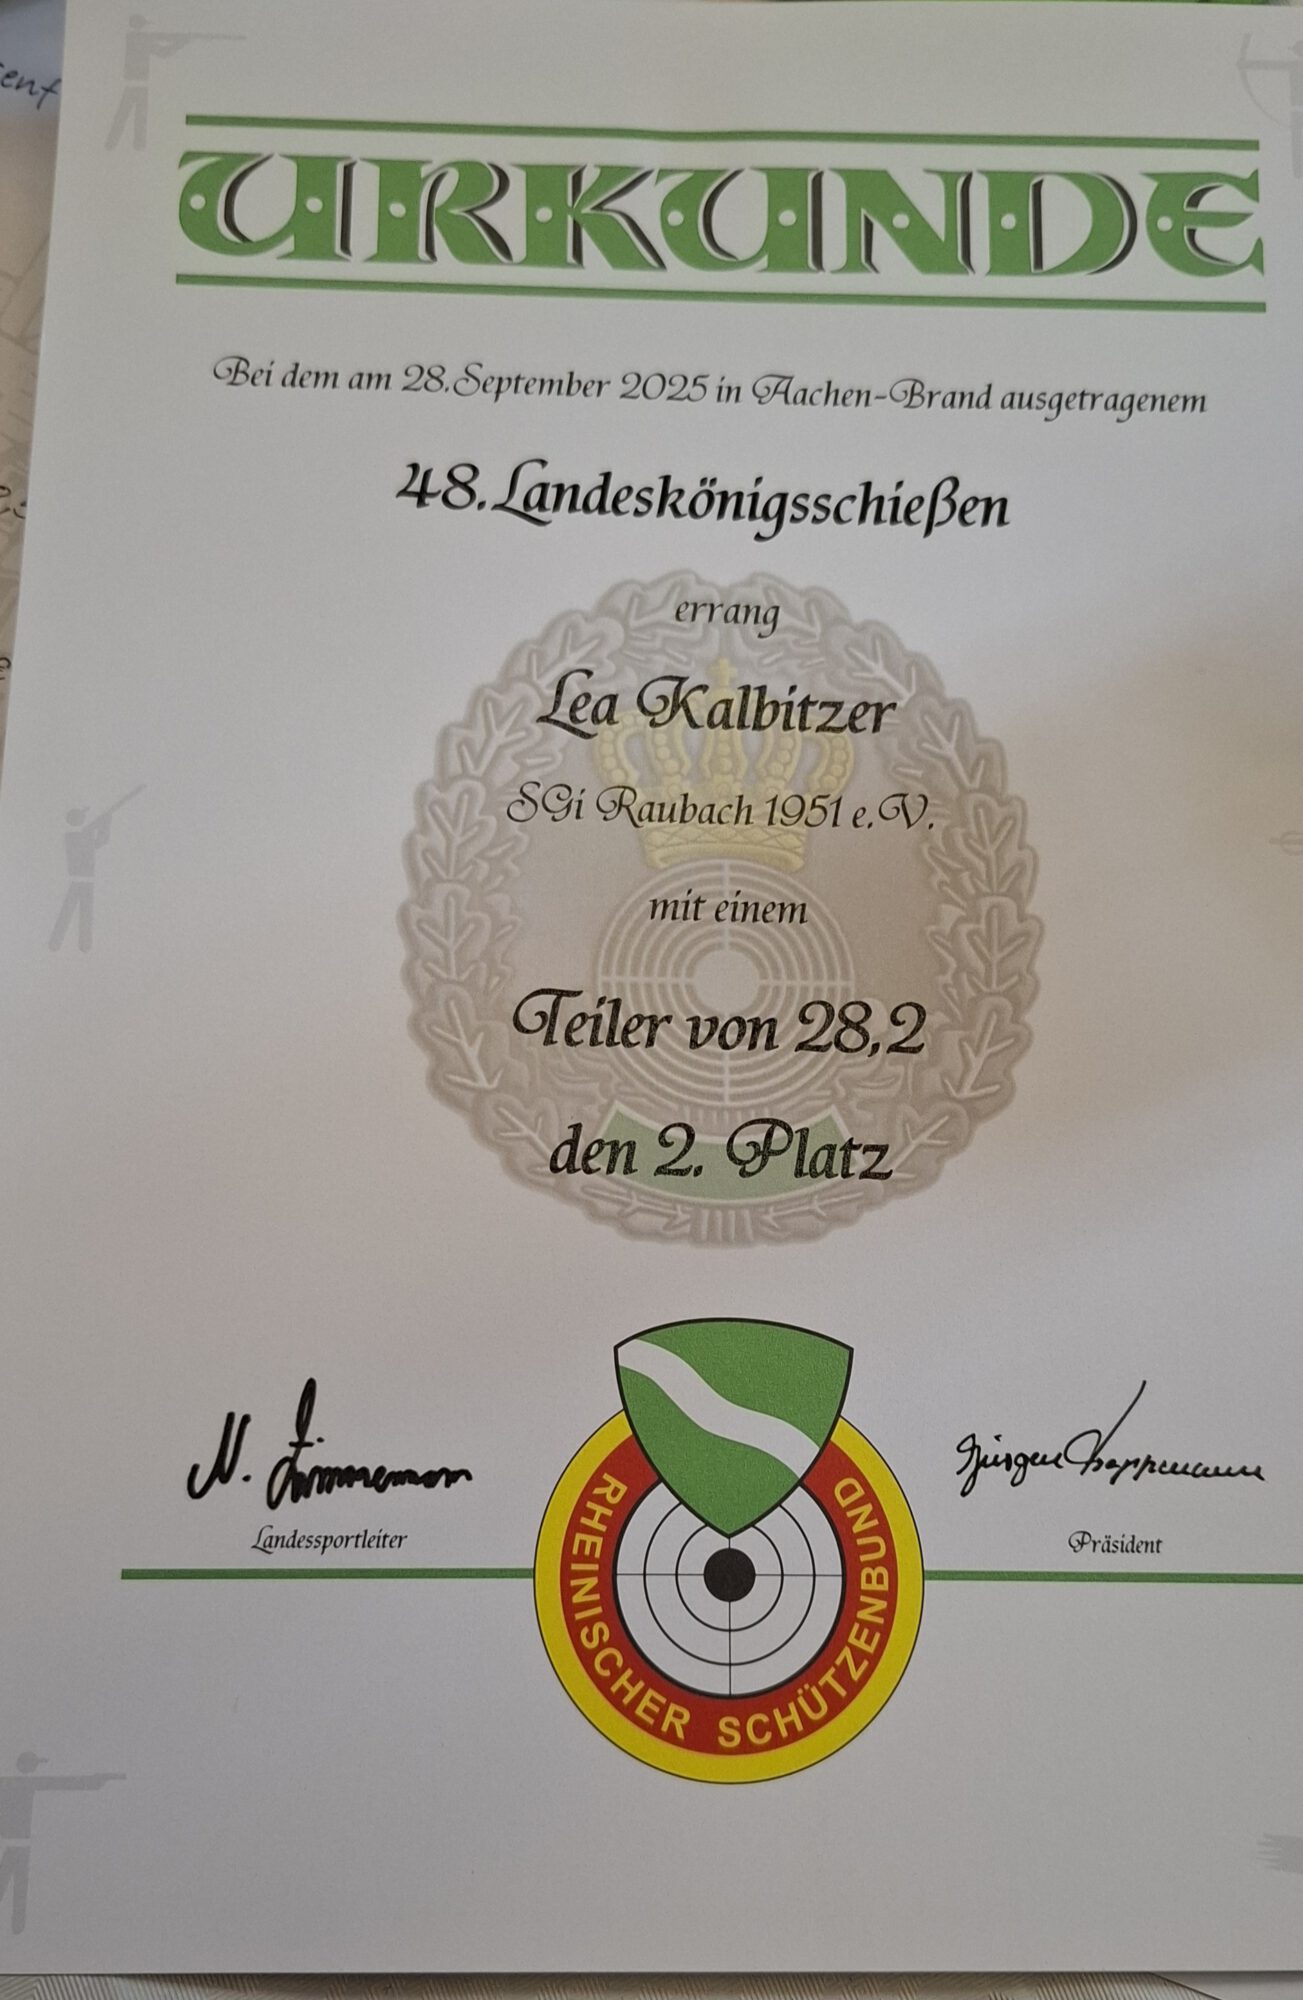 URKUNDE
Bei dem am 28.September 2025 in Aachen-Brand ausgetragenem
48.Landeskönigsschießen
errang
Lea Kalbitzer
SGi Raubach 1951 e.V.
mit einem
Teiler von 28,2
den 2. Platz
N. Zimmermann
Landessportleiter
Präsident
RHEINISCHER SCHÜTZENBUND